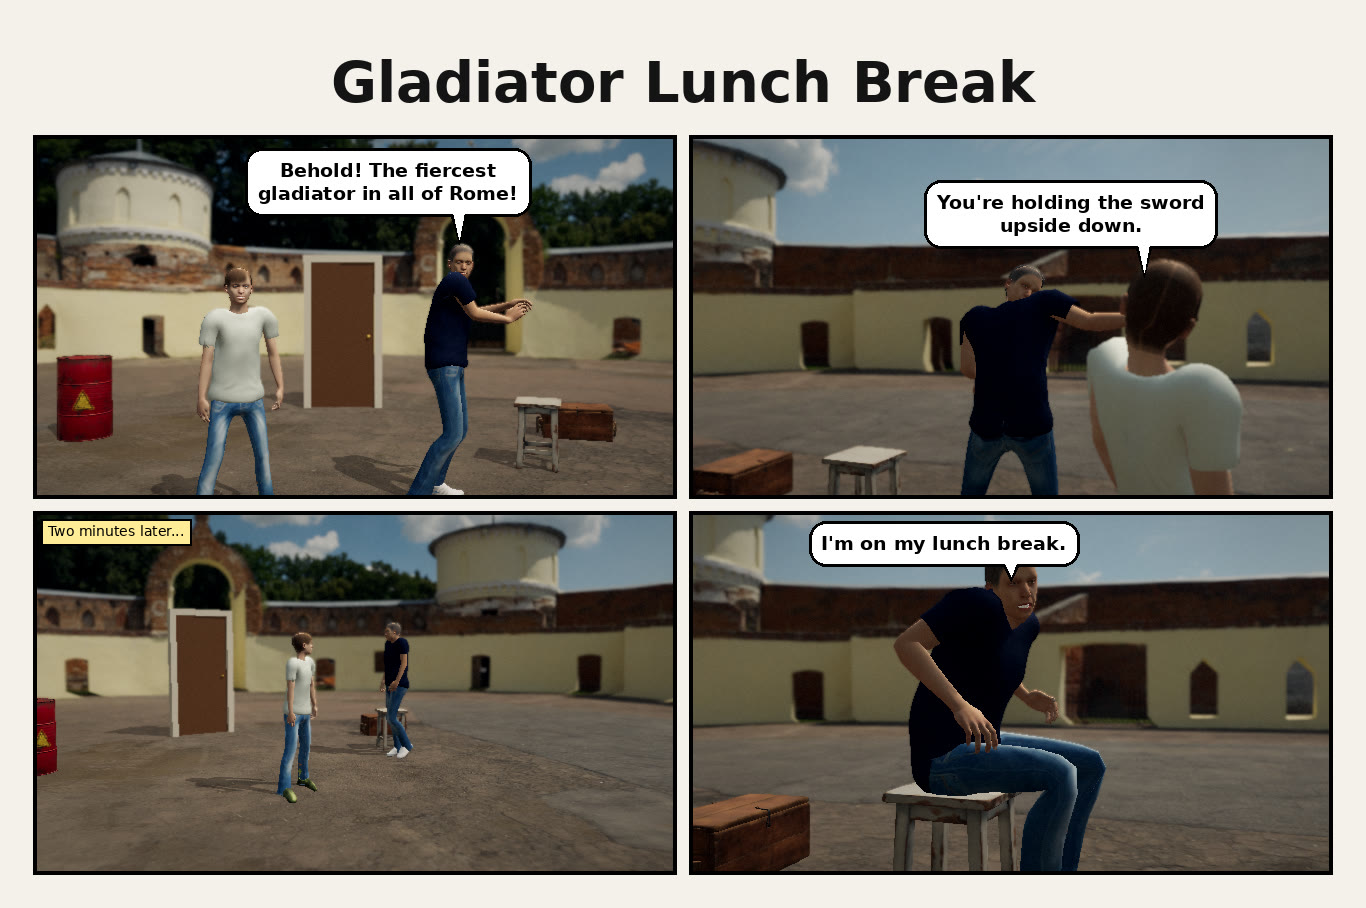 Gladiator Lunch Break
Behold! The fiercest
gladiator in all of Rome!
You're holding the sword
upside down.
Two minutes later...
I'm on my lunch break.